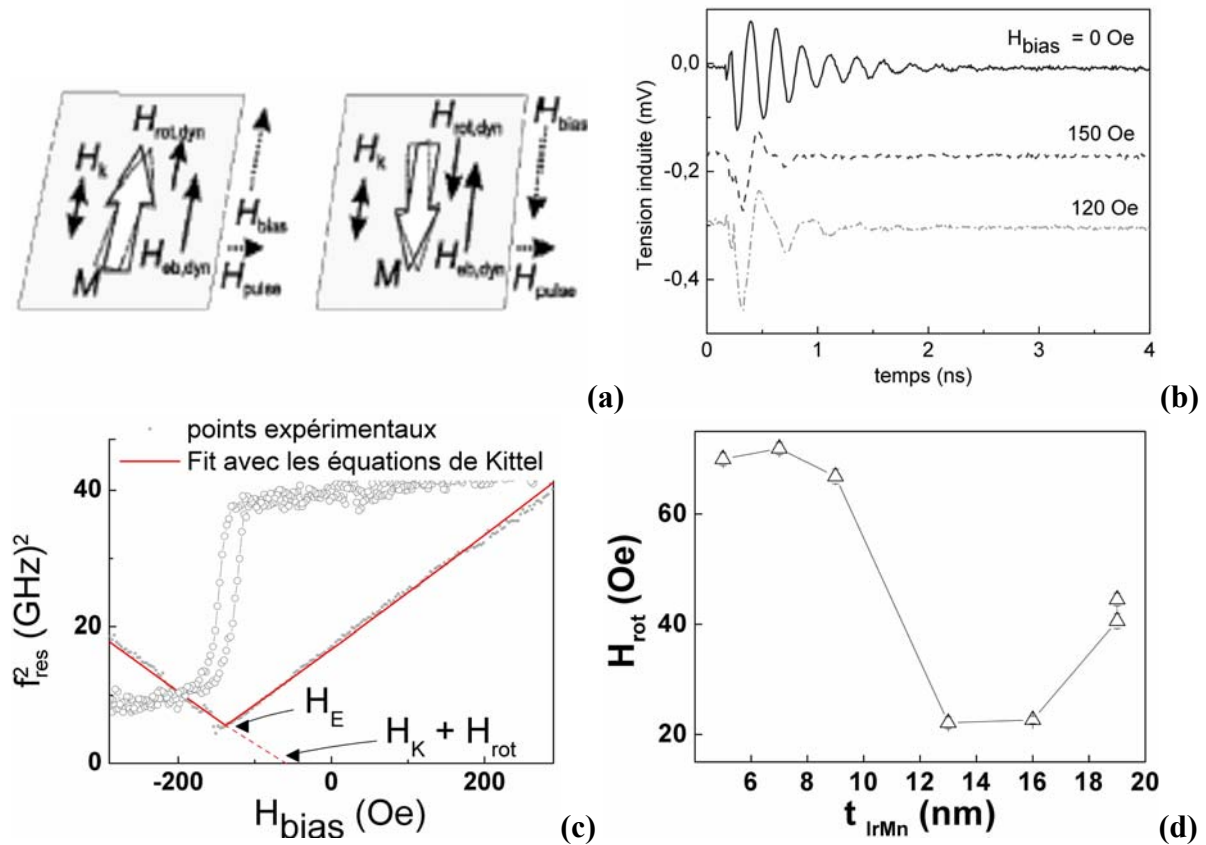 H_rot,dyn
H_k
H_bias
H_eb,dyn
M
H_pulse
H_bias
H_rot,dyn
H_k
H_eb,dyn
M
H_pulse
(a)
Tension induite (mV)
0,0
-0,2
-0,4
H_bias = 0 Oe
150 Oe
120 Oe
0 1 2 3 4
temps (ns)
(b)
points expérimentaux
Fit avec les équations de Kittel
f²_res (GHz)²
40
20
0
H_E
H_K + H_rot
-200 0 200
H_bias (Oe)
(c)
H_rot (Oe)
60
40
20
6 8 10 12 14 16 18 20
t_IrMn (nm)
(d)